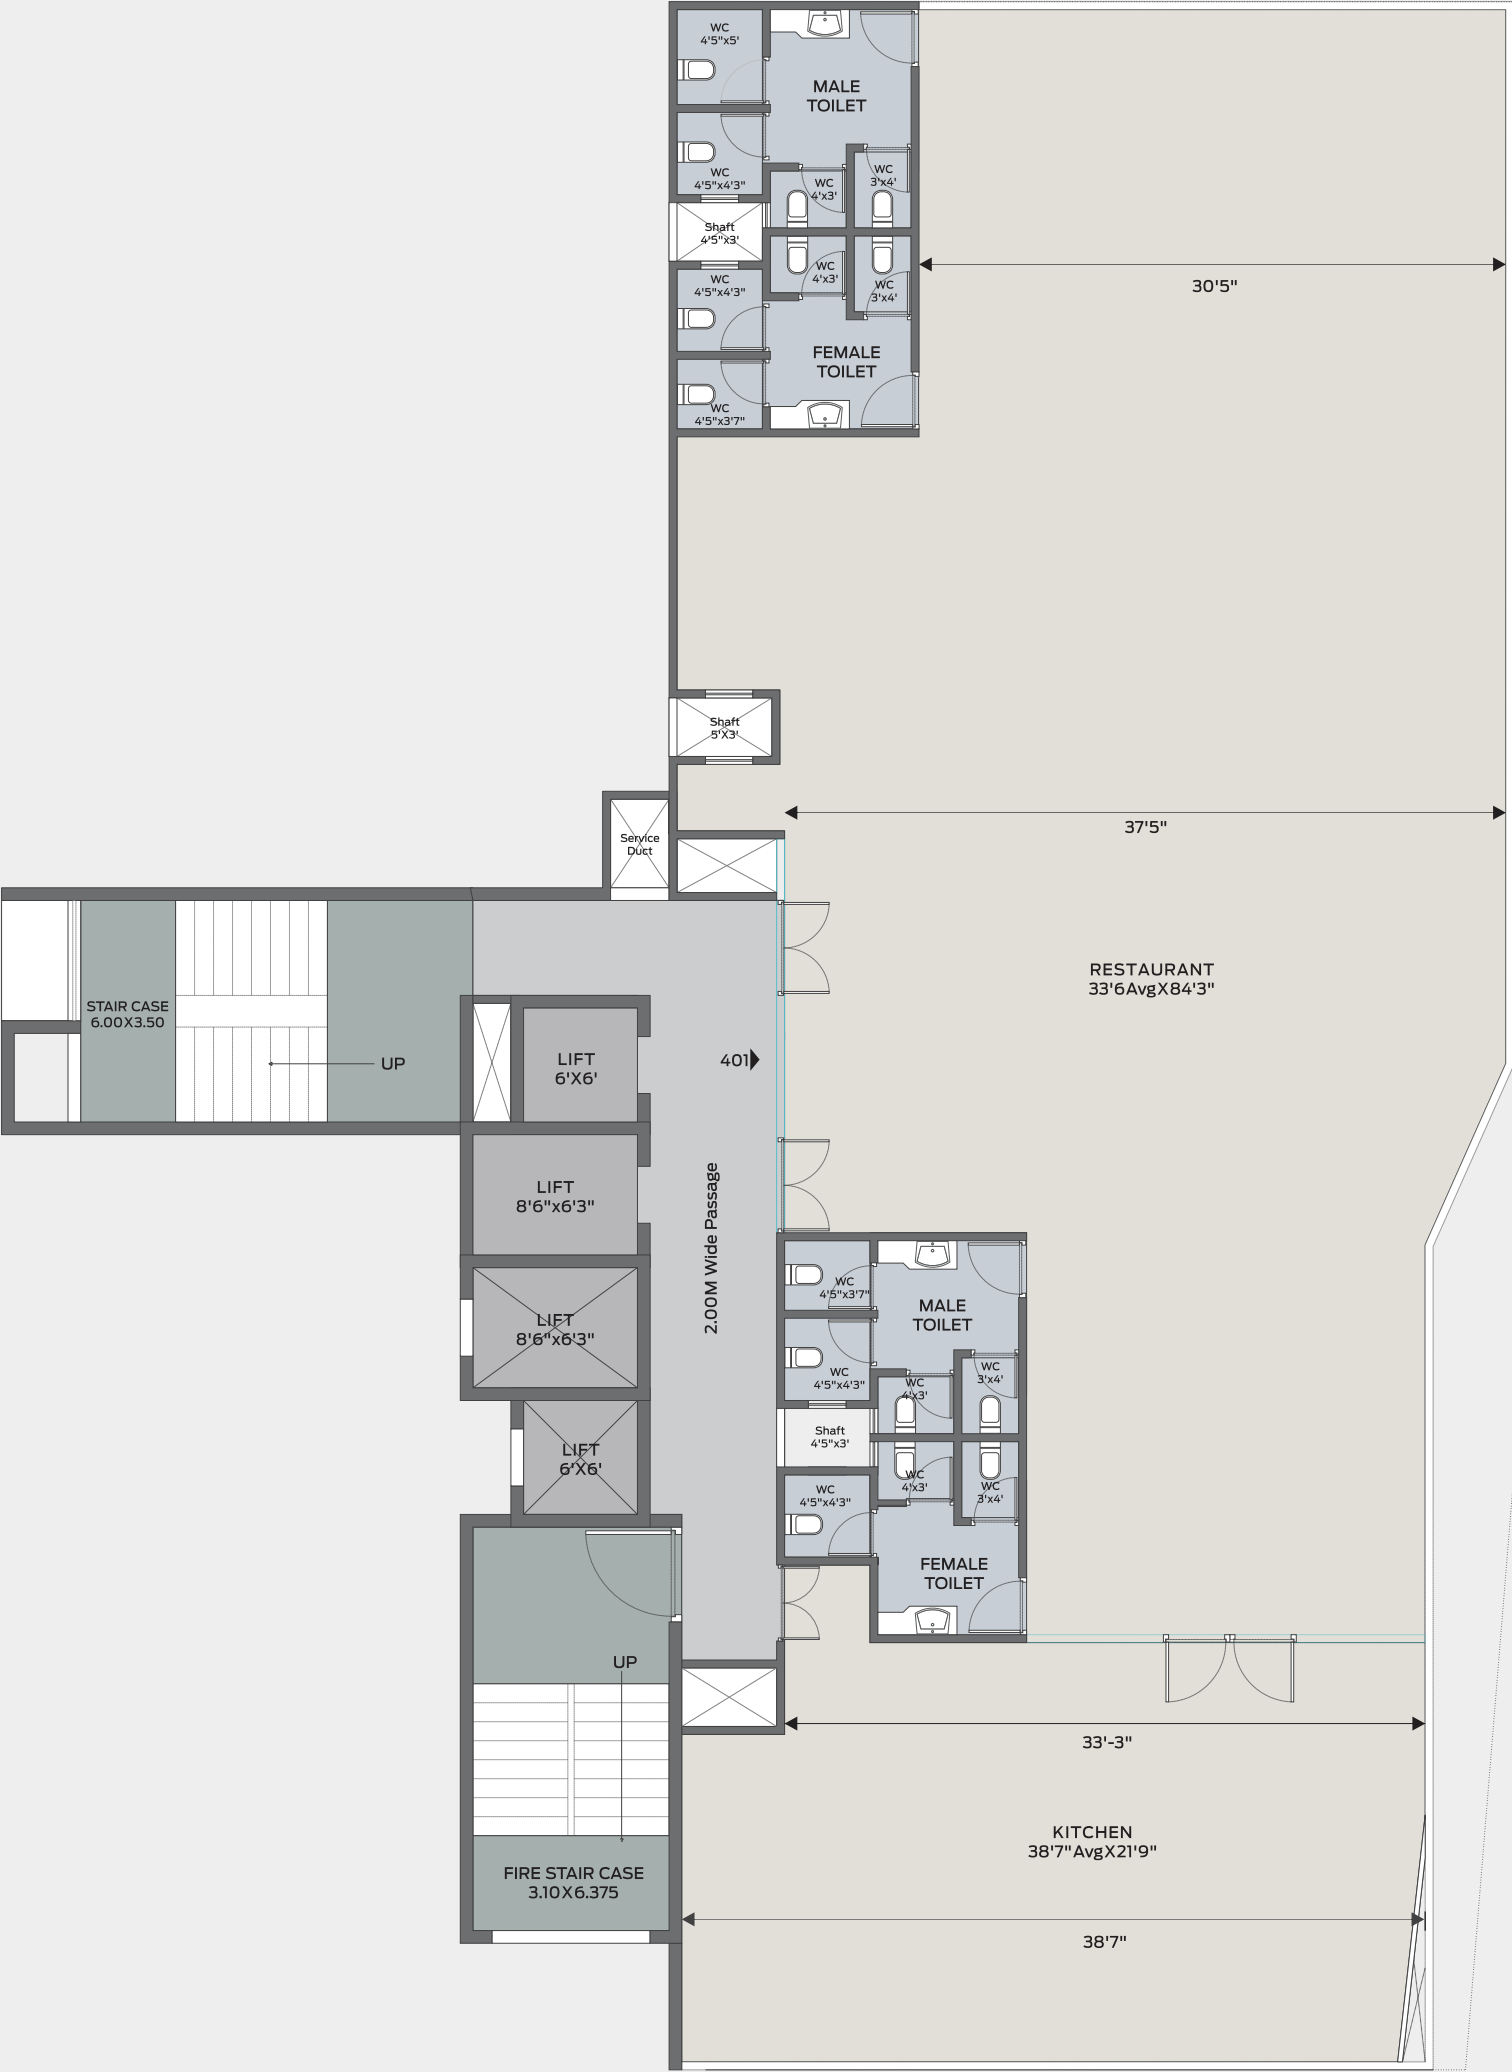 WC
4'5"x5'
MALE
TOILET
WC
4'5"x4'3"
WC
4'x3'
WC
3'x4'
Shaft
4'5"x3'
WC
4'5"x4'3"
WC
4'x3'
WC
3'x4'
30'5"
FEMALE
TOILET
WC
4'5"x3'7"
Shaft
5'X3'
37'5"
Service
Duct
RESTAURANT
33'6AvgX84'3"
STAIR CASE
6.00X3.50
UP
LIFT
6'X6'
401
LIFT
8'6"x6'3"
2.00M Wide Passage
LIFT
8'6"x6'3"
WC
4'5"x3'7"
MALE
TOILET
WC
4'5"x4'3"
WC
4'x3'
WC
3'x4'
Shaft
4'5"x3'
LIFT
6'X6'
WC
4'5"x4'3"
WC
4'x3'
WC
3'x4'
FEMALE
TOILET
UP
33'-3"
KITCHEN
38'7"AvgX21'9"
FIRE STAIR CASE
3.10X6.375
38'7"